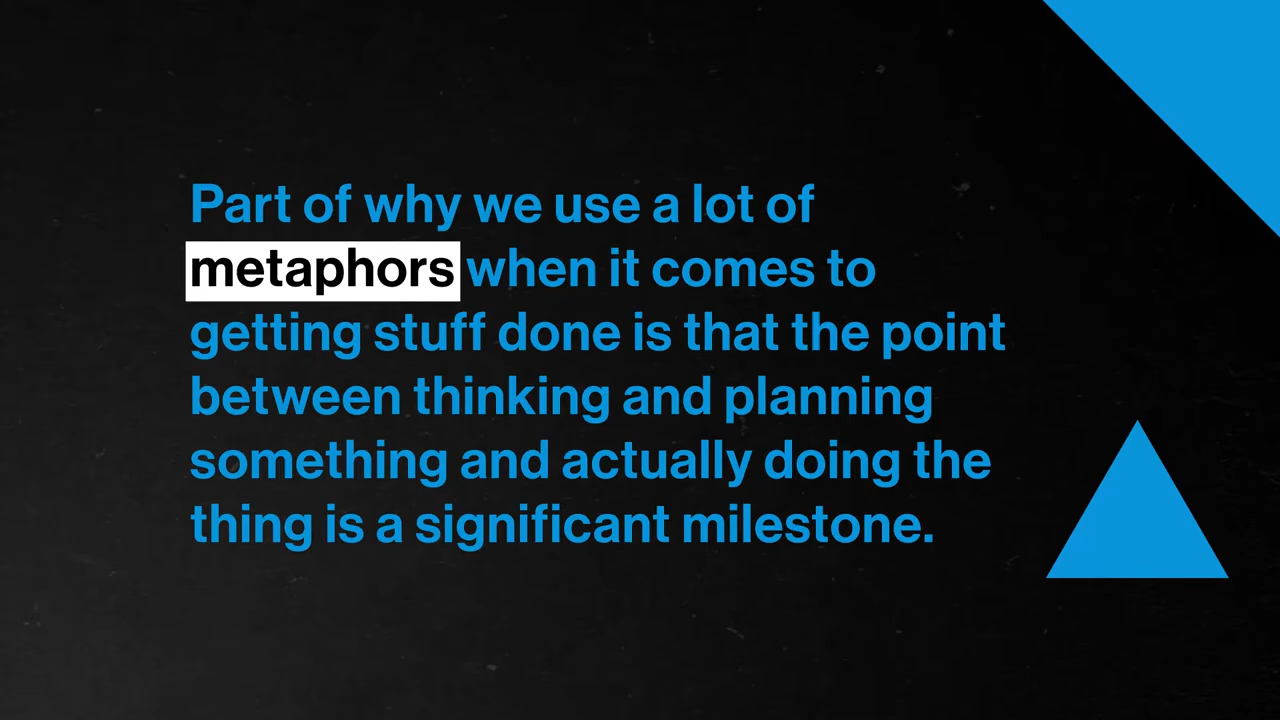 Part of why we use a lot of
metaphors when it comes to
getting stuff done is that the point
between thinking and planning
something and actually doing the
thing is a significant milestone.